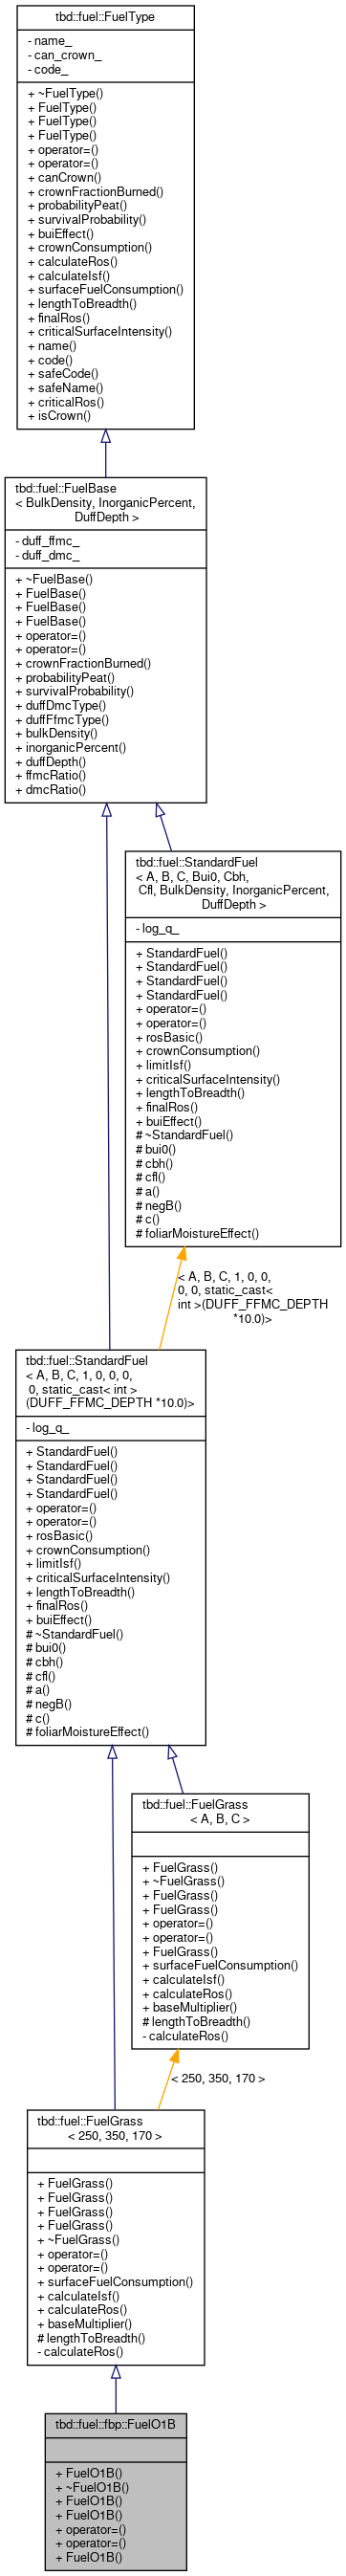 tbd::fuel::FuelType
- name_
- can_crown_
- code_
+ ~FuelType()
+ FuelType()
+ FuelType()
+ FuelType()
+ operator=()
+ operator=()
+ canCrown()
+ crownFractionBurned()
+ probabilityPeat()
+ survivalProbability()
+ buiEffect()
+ crownConsumption()
+ calculateRos()
+ calculateIsf()
+ surfaceFuelConsumption()
+ lengthToBreadth()
+ finalRos()
+ criticalSurfaceIntensity()
+ name()
+ code()
+ safeCode()
+ safeName()
+ criticalRos()
+ isCrown()
tbd::fuel::FuelBase
< BulkDensity, InorganicPercent,
DuffDepth >
- duff_ffmc_
- duff_dmc_
+ ~FuelBase()
+ FuelBase()
+ FuelBase()
+ FuelBase()
+ operator=()
+ operator=()
+ crownFractionBurned()
+ probabilityPeat()
+ survivalProbability()
+ duffDmcType()
+ duffFfmcType()
+ bulkDensity()
+ inorganicPercent()
+ duffDepth()
+ ffmcRatio()
+ dmcRatio()
tbd::fuel::StandardFuel
< A, B, C, Bui0, Cbh,
Cfl, BulkDensity, InorganicPercent,
DuffDepth >
- log_q_
+ StandardFuel()
+ StandardFuel()
+ StandardFuel()
+ StandardFuel()
+ operator=()
+ operator=()
+ rosBasic()
+ crownConsumption()
+ limitIsf()
+ criticalSurfaceIntensity()
+ lengthToBreadth()
+ finalRos()
+ buiEffect()
# ~StandardFuel()
# bui0()
# cbh()
# cfl()
# a()
# negB()
# c()
# foliarMoistureEffect()
< A, B, C, 1, 0, 0,
0, 0, static_cast<
int >(DUFF_FFMC_DEPTH
*10.0)>
tbd::fuel::StandardFuel
< A, B, C, 1, 0, 0, 0,
0, static_cast< int >
(DUFF_FFMC_DEPTH *10.0)>
- log_q_
+ StandardFuel()
+ StandardFuel()
+ StandardFuel()
+ StandardFuel()
+ operator=()
+ operator=()
+ rosBasic()
+ crownConsumption()
+ limitIsf()
+ criticalSurfaceIntensity()
+ lengthToBreadth()
+ finalRos()
+ buiEffect()
# ~StandardFuel()
# bui0()
# cbh()
# cfl()
# a()
# negB()
# c()
# foliarMoistureEffect()
tbd::fuel::FuelGrass
< A, B, C >
+ FuelGrass()
+ ~FuelGrass()
+ FuelGrass()
+ FuelGrass()
+ operator=()
+ operator=()
+ FuelGrass()
+ surfaceFuelConsumption()
+ calculateIsf()
+ calculateRos()
+ baseMultiplier()
# lengthToBreadth()
- calculateRos()
< 250, 350, 170 >
tbd::fuel::FuelGrass
< 250, 350, 170 >
+ FuelGrass()
+ FuelGrass()
+ FuelGrass()
+ FuelGrass()
+ ~FuelGrass()
+ operator=()
+ operator=()
+ surfaceFuelConsumption()
+ calculateIsf()
+ calculateRos()
+ baseMultiplier()
# lengthToBreadth()
- calculateRos()
tbd::fuel::fbp::FuelO1B
+ FuelO1B()
+ ~FuelO1B()
+ FuelO1B()
+ FuelO1B()
+ operator=()
+ operator=()
+ FuelO1B()